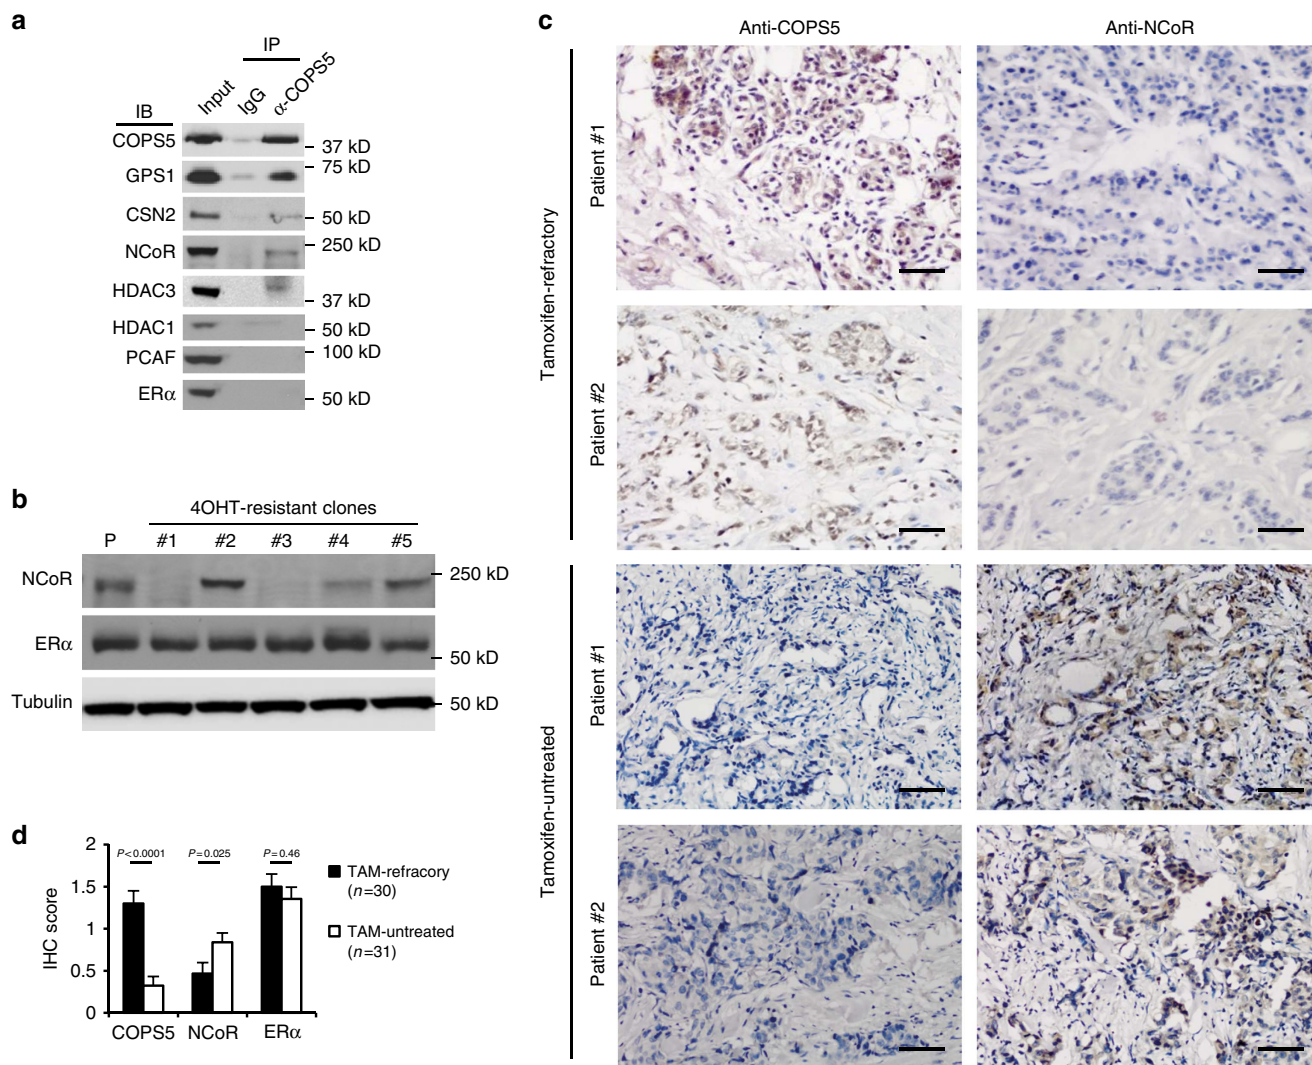 a
IP
IB
Input
IgG
α-COPS5
COPS5
37 kD
GPS1
75 kD
CSN2
50 kD
NCoR
250 kD
HDAC3
37 kD
HDAC1
50 kD
PCAF
100 kD
ERα
50 kD
b
4OHT-resistant clones
P #1 #2 #3 #4 #5
NCoR
250 kD
ERα
50 kD
Tubulin
50 kD
c
Anti-COPS5
Anti-NCoR
Tamoxifen-refractory
Patient #1
Patient #2
Tamoxifen-untreated
Patient #1
Patient #2
d
IHC score
2
1.5
1
0.5
0
P<0.0001
P=0.025
P=0.46
COPS5
NCoR
ERα
TAM-refracory
(n=30)
TAM-untreated
(n=31)